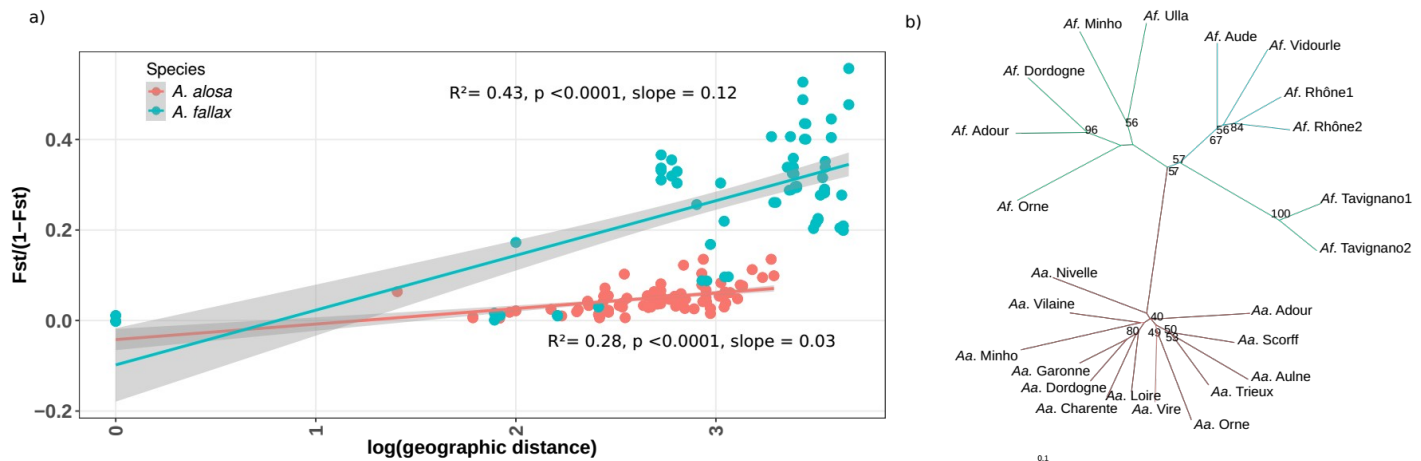 a)
Species
A. alosa
A. fallax
R²= 0.43, p <0.0001, slope = 0.12
R²= 0.28, p <0.0001, slope = 0.03
Fst/(1−Fst)
0.4
0.2
0.0
−0.2
0
1
2
3
log(geographic distance)
b)
Af. Ulla
Af. Minho
Af. Aude
Af. Vidourle
Af. Dordogne
Af. Rhône1
Af. Adour
96
56
56
84
67
Af. Rhône2
57
57
Af. Orne
Af. Tavignano1
100
Af. Tavignano2
Aa. Nivelle
Aa. Vilaine
40
Aa. Adour
80
49
50
53
Aa. Scorff
Aa. Minho
Aa. Garonne
Aa. Aulne
Aa. Dordogne
Aa. Trieux
Aa. Loire
Aa. Charente
Aa. Vire
Aa. Orne
0.1